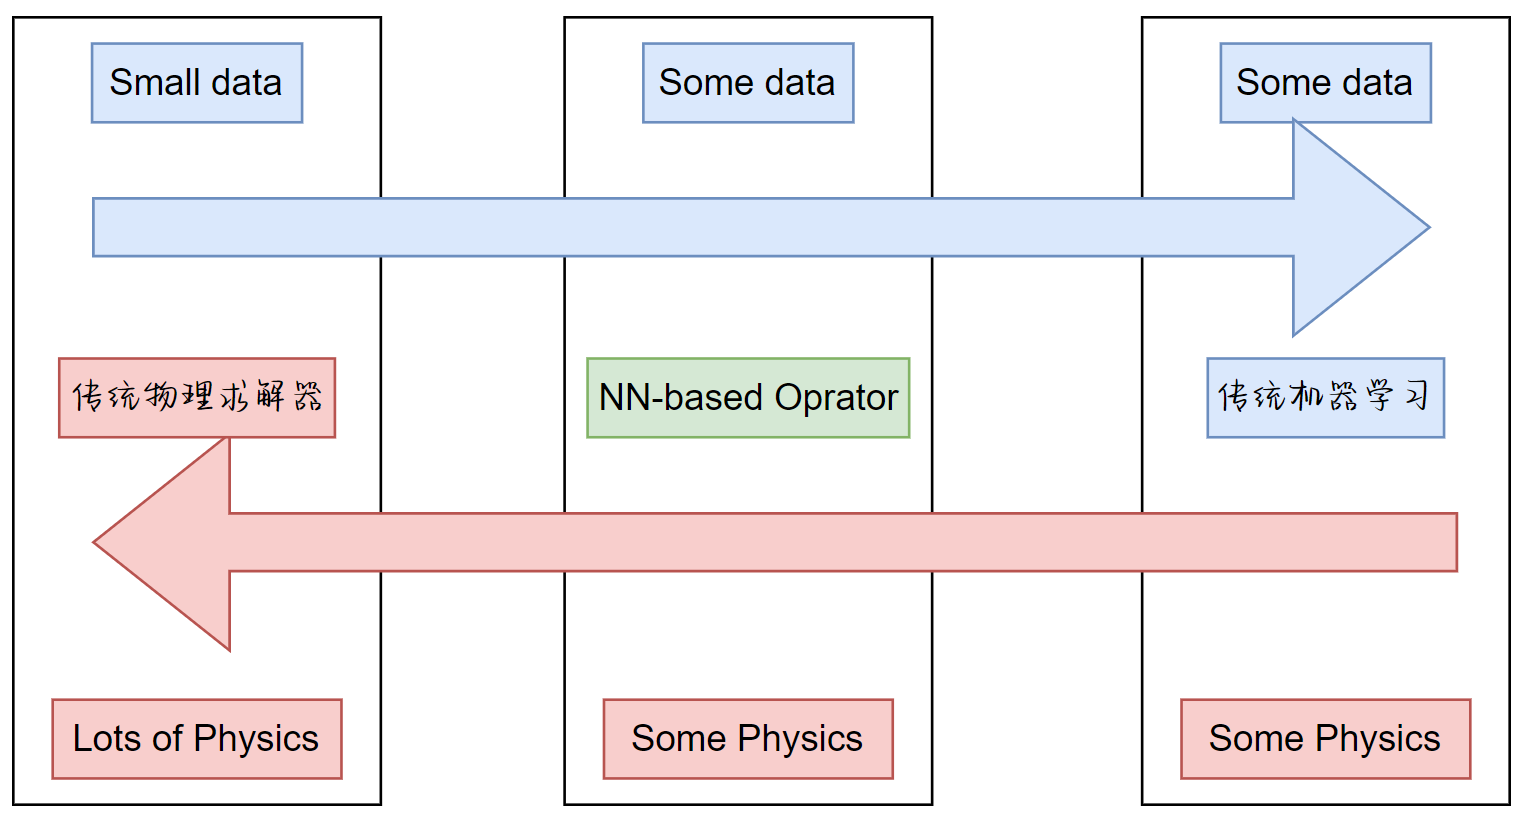 Small data
Some data
Some data
传统物理求解器
NN-based Oprator
传统机器学习
Lots of Physics
Some Physics
Some Physics